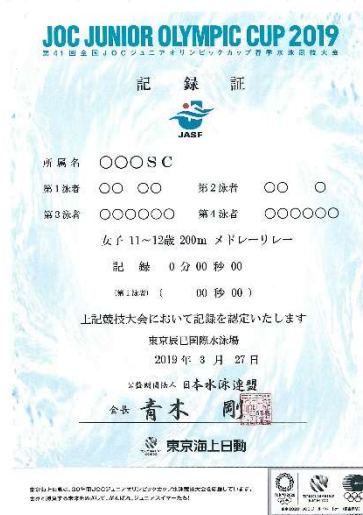 JOC JUNIOR OLYMPIC CUP 2019
第41回全国JOCジュニアオリンピックカップ春季水泳競技大会
記録証
JASF
所属名 〇〇〇SC
第1泳者 〇〇 〇〇 第2泳者 〇〇 〇
第3泳者 〇〇〇〇〇〇 第4泳者 〇〇〇〇〇〇
女子 11～12歳 200m メドレーリレー
記 録 0分00秒00
(第1泳者) ( 00秒00)
上記競技大会において記録を認定いたします
東京辰巳国際水泳場
2019年 3月 27日
公益財団法人 日本水泳連盟
会長 青木 剛
東京海上日動